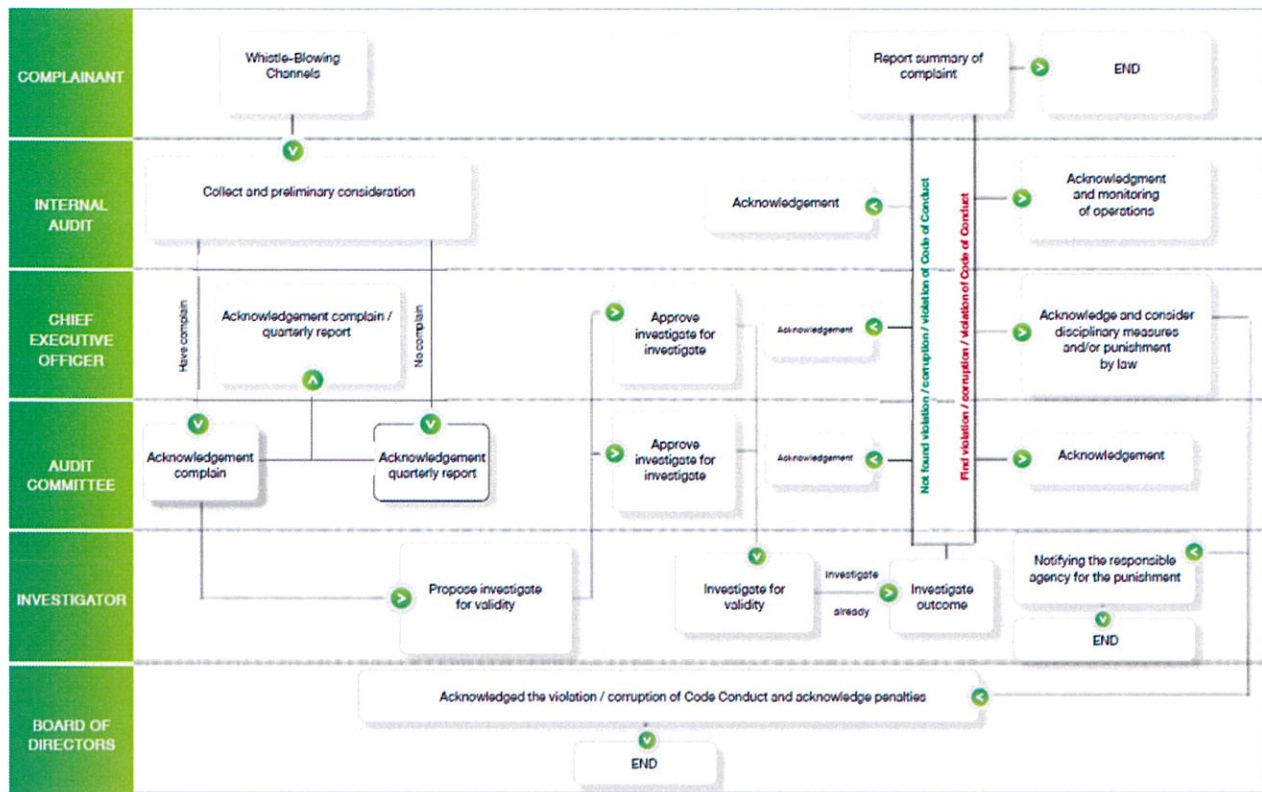 COMPLAINANT
Whistle-Blowing
Channels
Report summary of
complaint
END
INTERNAL
AUDIT
Collect and preliminary consideration
Acknowledgement
Acknowledgment
and monitoring
of operations
Not found violation / corruption / violation of Code of Conduct
Find violation / corruption / violation of Code of Conduct
CHIEF
EXECUTIVE
OFFICER
Have complain
Acknowledgement complain /
quarterly report
No complain
Approve
investigate for
investigate
Acknowledgement
Acknowledge and consider
disciplinary measures
and/or punishment
by law
AUDIT
COMMITTEE
Acknowledgement
complain
Acknowledgement
quarterly report
Approve
investigate for
investigate
Acknowledgement
Acknowledgement
INVESTIGATOR
Propose investigate
for validity
Investigate for
validity
Investigate
already
Investigate
outcome
Notifying the responsible
agency for the punishment
END
BOARD OF
DIRECTORS
Acknowledged the violation / corruption of Code Conduct and acknowledge penalties
END